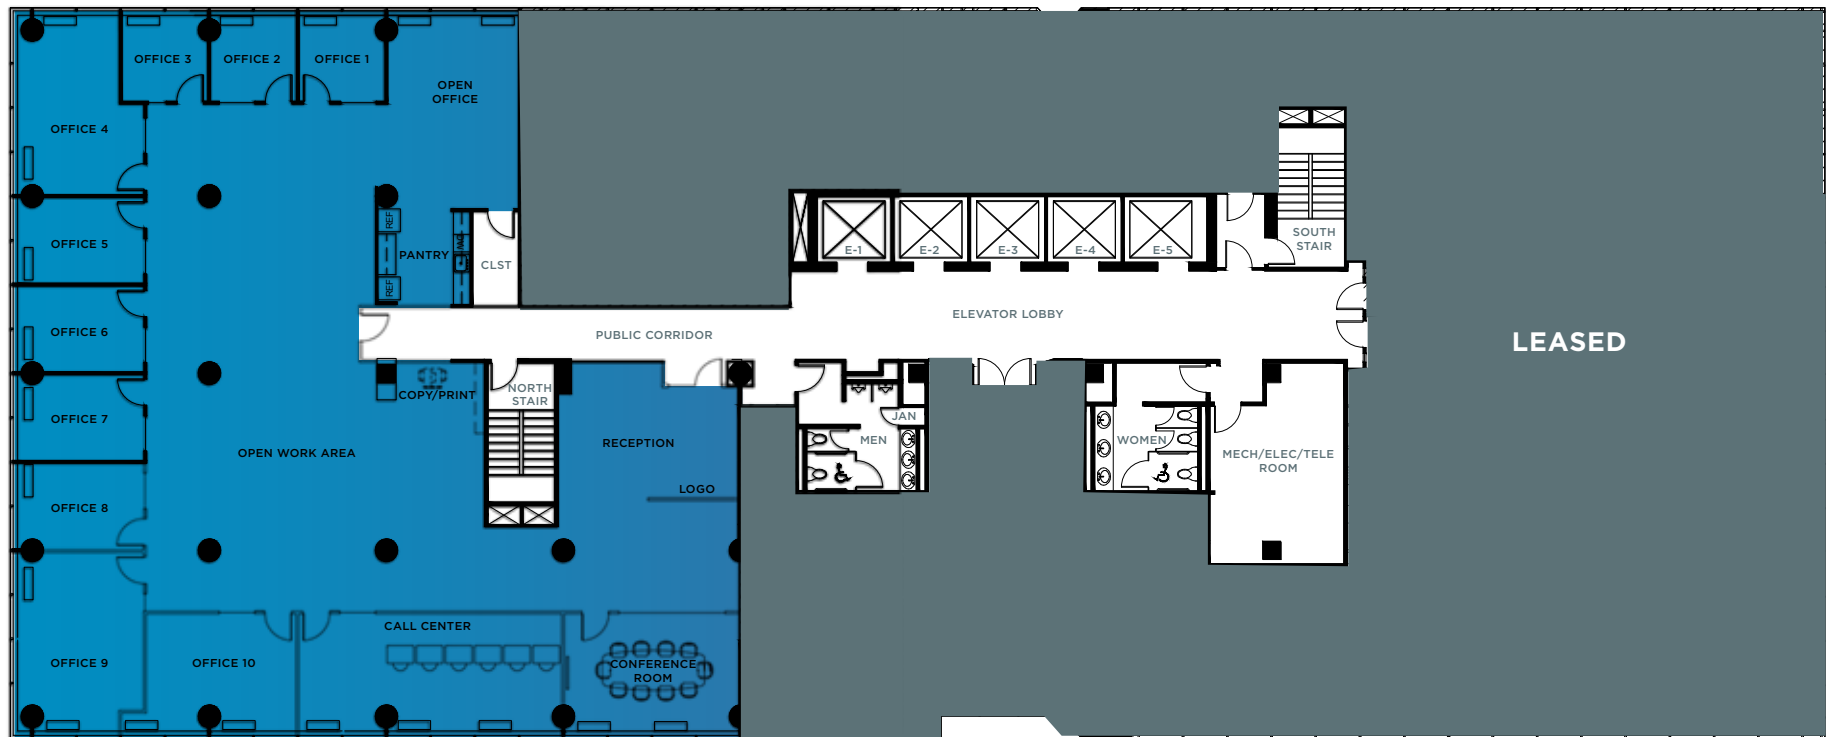 OFFICE 3
OFFICE 2
OFFICE 1
OPEN
OFFICE
OFFICE 4
REF
OFFICE 5
PANTRY
CLST
REF
E-1
E-2
E-3
E-4
E-5
SOUTH
STAIR
OFFICE 6
PUBLIC CORRIDOR
ELEVATOR LOBBY
LEASED
COPY/PRINT
NORTH
STAIR
OFFICE 7
OPEN WORK AREA
RECEPTION
JAN
MEN
WOMEN
MECH/ELEC/TELE
ROOM
LOGO
OFFICE 8
CALL CENTER
OFFICE 9
OFFICE 10
CONFERENCE
ROOM